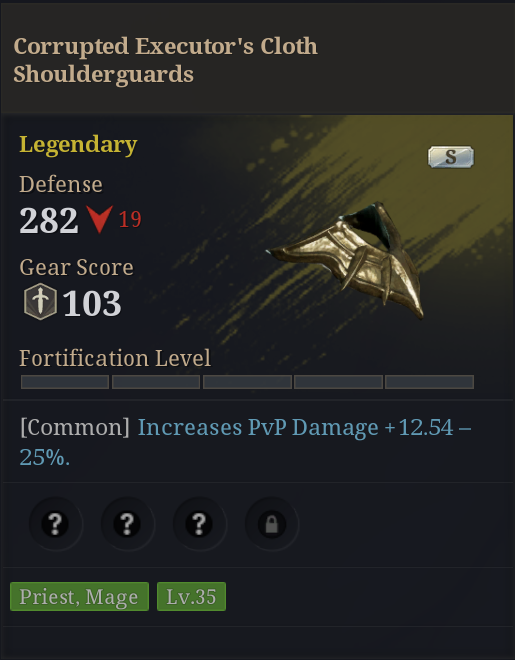 Corrupted Executor's Cloth
Shoulderguards
Legendary
S
Defense
282 19
Gear Score
103
Fortification Level
[Common] Increases PvP Damage +12.54 –
25%.
? ? ?
Priest, Mage Lv.35